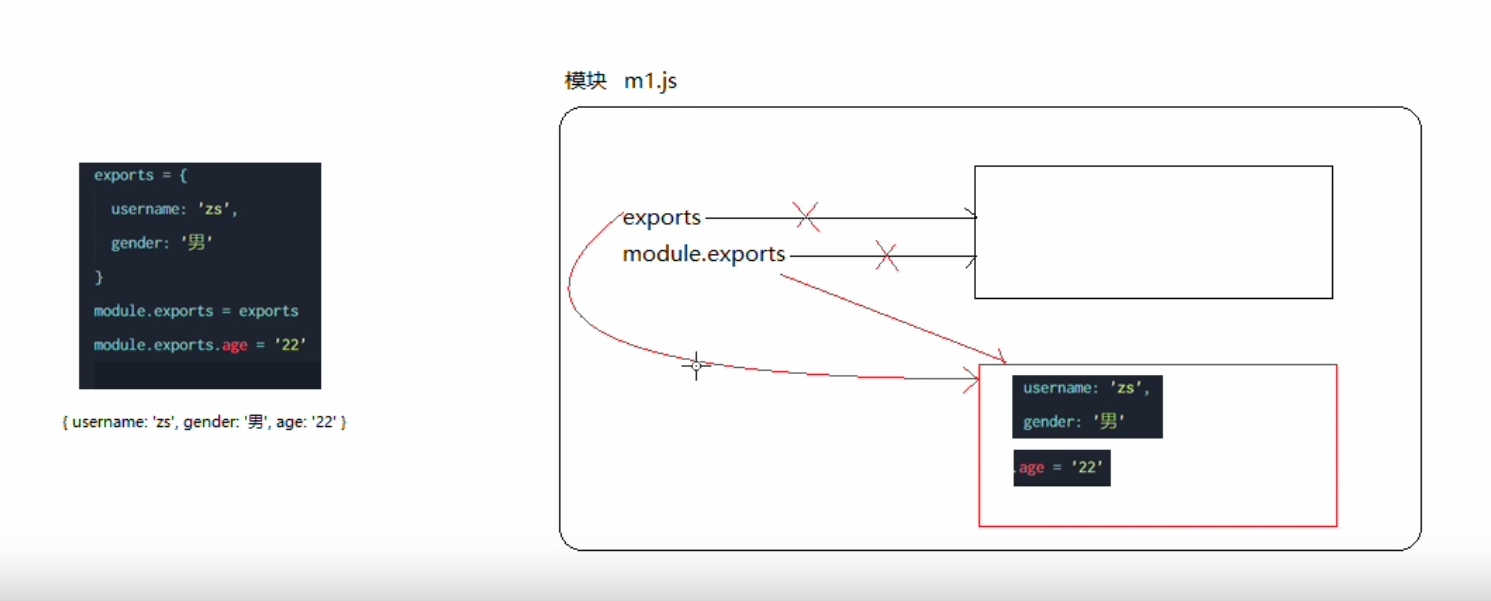 模块 m1.js
exports = {
username: 'zs',
gender: '男'
}
module.exports = exports
module.exports.age = '22'
{ username: 'zs', gender: '男', age: '22' }
exports
module.exports
username: 'zs',
gender: '男'
.age = '22'